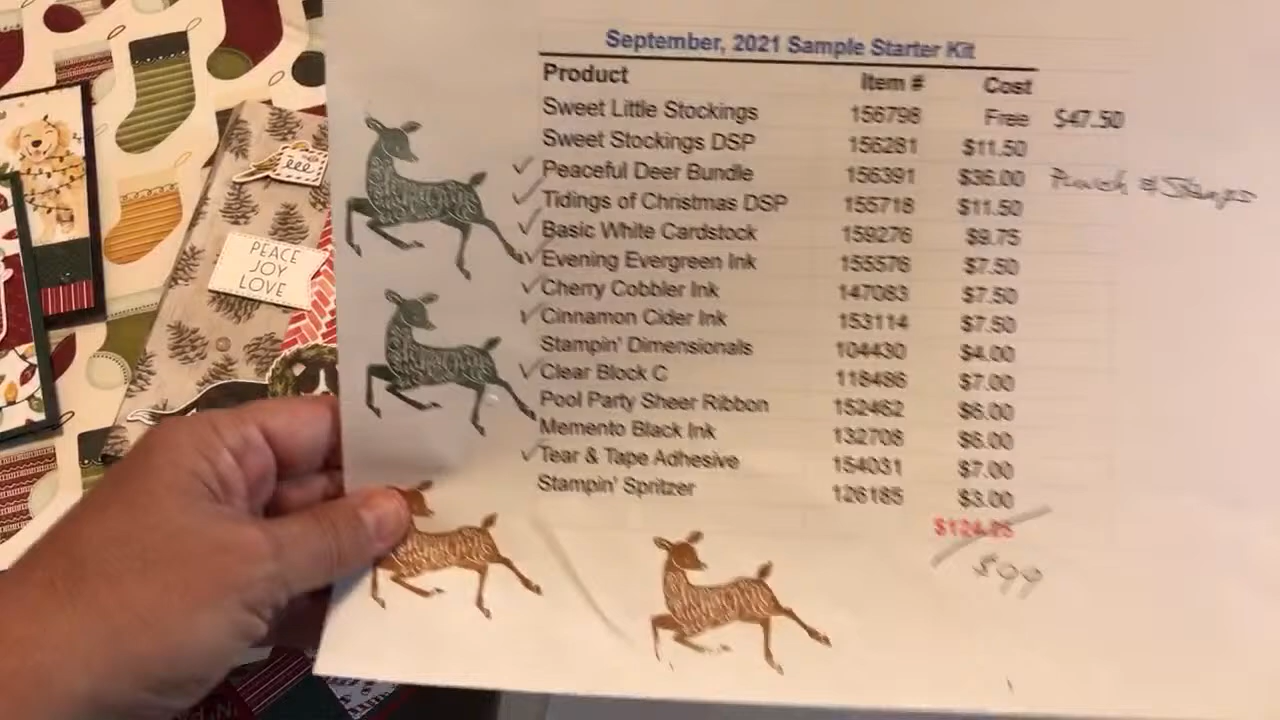 September, 2021 Sample Starter Kit
Product Item # Cost
Sweet Little Stockings 156798 Free $47.50
Sweet Stockings DSP 156281 $11.50
✓ Peaceful Deer Bundle 156391 $36.00 Punch & Stamps
✓ Tidings of Christmas DSP 155718 $11.50
✓ Basic White Cardstock 159276 $9.75
✓ Evening Evergreen Ink 155576 $7.50
✓ Cherry Cobbler Ink 147083 $7.50
✓ Cinnamon Cider Ink 153114 $7.50
Stampin' Dimensionals 104430 $4.00
✓ Clear Block C 118486 $7.00
Pool Party Sheer Ribbon 152462 $6.00
Memento Black Ink 132708 $6.00
✓ Tear & Tape Adhesive 154031 $7.00
Stampin' Spritzer 126185 $3.00
$124.25
$99
PEACE
JOY
LOVE